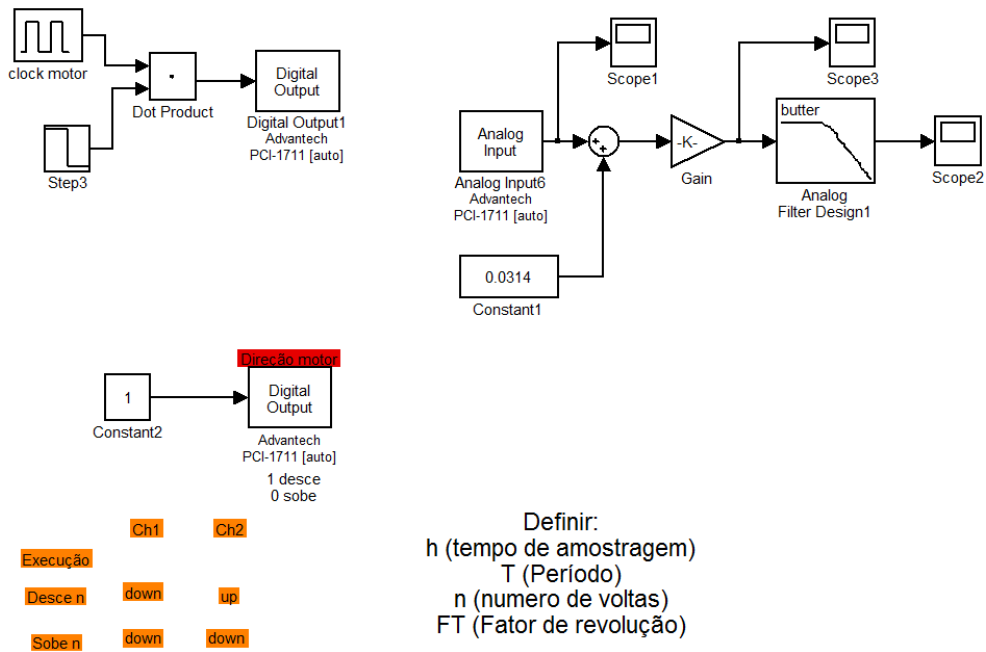 clock motor
Dot Product
Step3
Digital
Output
Digital Output1
Advantech
PCI-1711 [auto]
Scope1
Scope3
Analog
Input
Analog Input6
Advantech
PCI-1711 [auto]
-K-
Gain
butter
Analog
Filter Design1
Scope2
0.0314
Constant1
1
Constant2
Direcão motor
Digital
Output
Advantech
PCI-1711 [auto]
1 desce
0 sobe
Ch1 Ch2
Execução
Desce n down up
Sobe n down down
Definir:
h (tempo de amostragem)
T (Período)
n (numero de voltas)
FT (Fator de revolução)